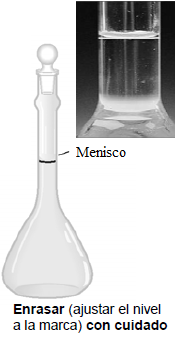 Menisco
Enrasar (ajustar el nivel
a la marca) con cuidado